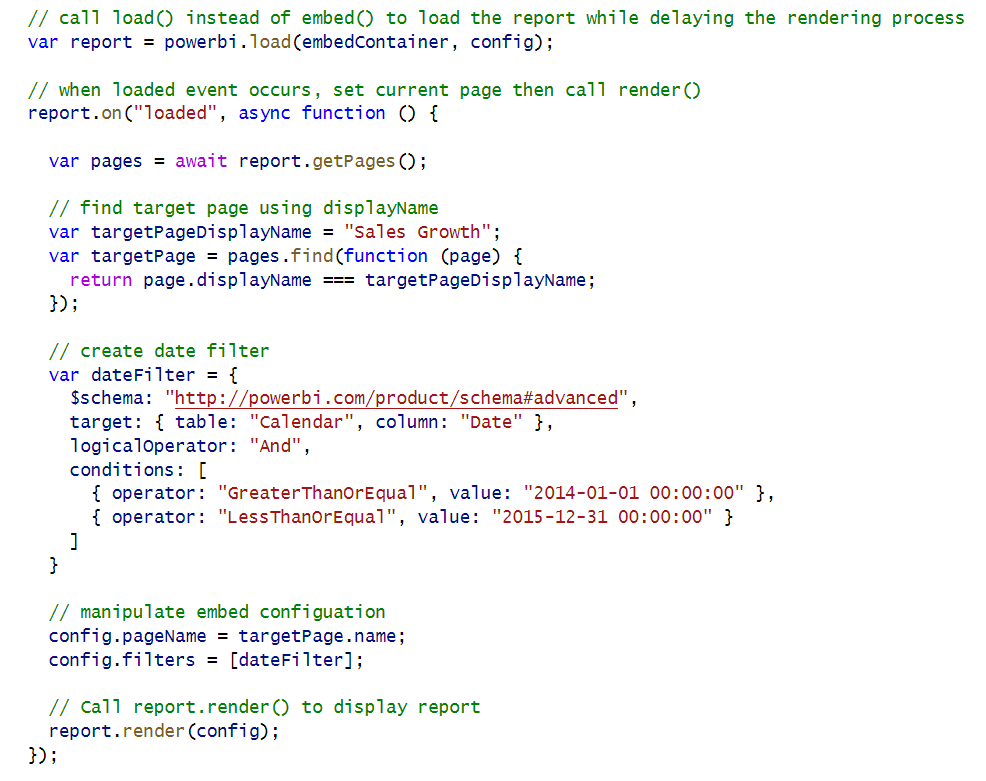 // call load() instead of embed() to load the report while delaying the rendering process
var report = powerbi.load(embedContainer, config);

// when loaded event occurs, set current page then call render()
report.on("loaded", async function () {

  var pages = await report.getPages();

  // find target page using displayName
  var targetPageDisplayName = "Sales Growth";
  var targetPage = pages.find(function (page) {
    return page.displayName === targetPageDisplayName;
  });

  // create date filter
  var dateFilter = {
    $schema: "http://powerbi.com/product/schema#advanced",
    target: { table: "Calendar", column: "Date" },
    logicalOperator: "And",
    conditions: [
      { operator: "GreaterThanOrEqual", value: "2014-01-01 00:00:00" },
      { operator: "LessThanOrEqual", value: "2015-12-31 00:00:00" }
    ]
  }

  // manipulate embed configuation
  config.pageName = targetPage.name;
  config.filters = [dateFilter];

  // Call report.render() to display report
  report.render(config);
});